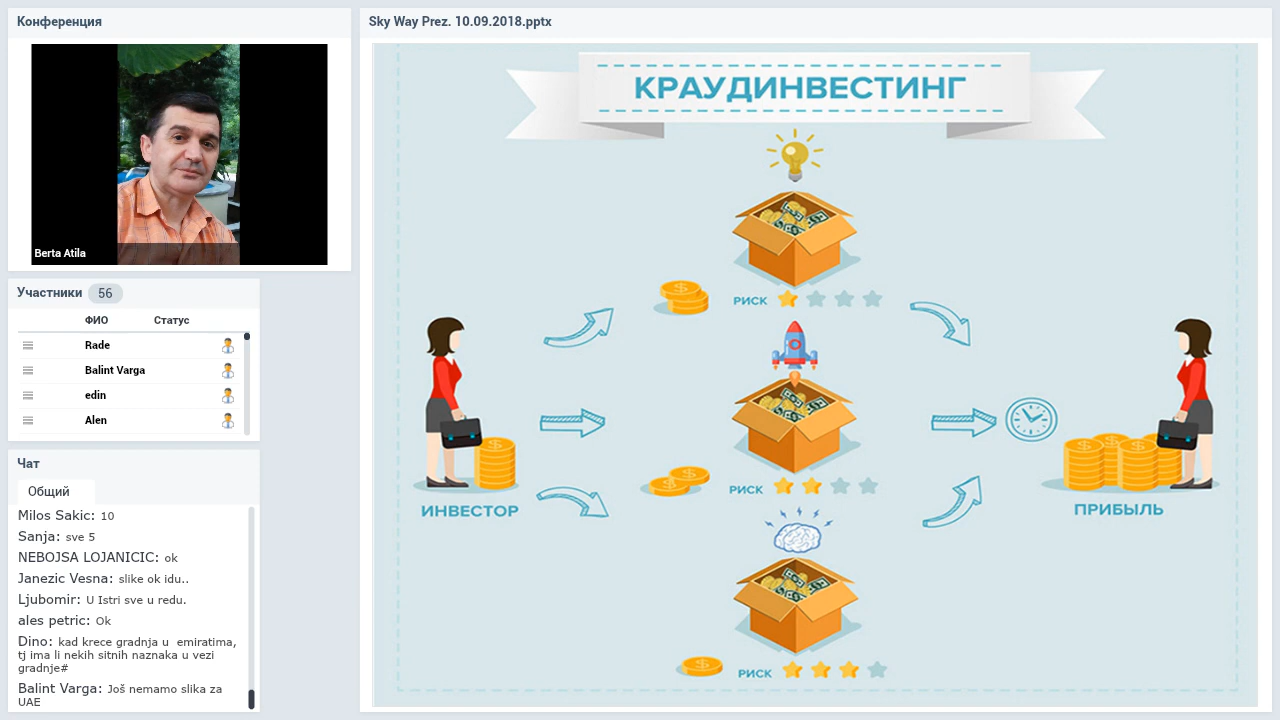 Конференция
Berta Atila
Участники 56
ФИО Статус
Rade
Balint Varga
edin
Alen
Чат
Общий
Milos Sakic: 10
Sanja: sve 5
NEBOJSA LOJANICIC: ok
Janezic Vesna: slike ok idu..
Ljubomir: U Istri sve u redu.
ales petric: Ok
Dino: kad krece gradnja u emiratima,
tj ima li nekih sitnih naznaka u vezi
gradnje#
Balint Varga: Još nemamo slika za
UAE
Sky Way Prez. 10.09.2018.pptx
КРАУДИНВЕСТИНГ
РИСК
РИСК
ИНВЕСТОР
ПРИБЫЛЬ
РИСК